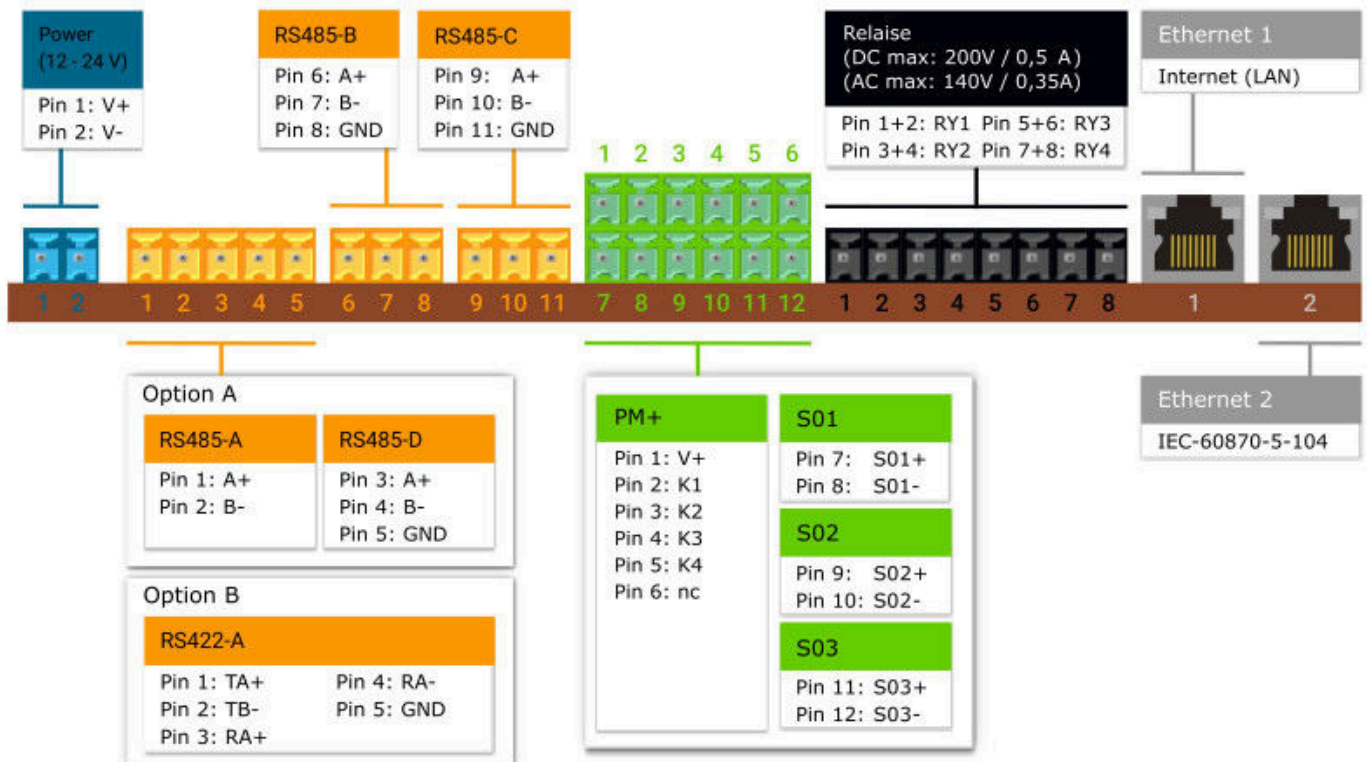 Power
(12 - 24 V)
Pin 1: V+
Pin 2: V-
RS485-B
Pin 6: A+
Pin 7: B-
Pin 8: GND
RS485-C
Pin 9: A+
Pin 10: B-
Pin 11: GND
Relaise
(DC max: 200V / 0,5 A)
(AC max: 140V / 0,35A)
Pin 1+2: RY1 Pin 5+6: RY3
Pin 3+4: RY2 Pin 7+8: RY4
Ethernet 1
Internet (LAN)
1 2 3 4 5 6
1 2
1 2 3 4 5
6 7 8
9 10 11
7 8 9 10 11 12
1 2 3 4 5 6 7 8
1
2
Option A
RS485-A
Pin 1: A+
Pin 2: B-
RS485-D
Pin 3: A+
Pin 4: B-
Pin 5: GND
Option B
RS422-A
Pin 1: TA+
Pin 2: TB-
Pin 3: RA+
Pin 4: RA-
Pin 5: GND
PM+
Pin 1: V+
Pin 2: K1
Pin 3: K2
Pin 4: K3
Pin 5: K4
Pin 6: nc
S01
Pin 7: S01+
Pin 8: S01-
S02
Pin 9: S02+
Pin 10: S02-
S03
Pin 11: S03+
Pin 12: S03-
Ethernet 2
IEC-60870-5-104